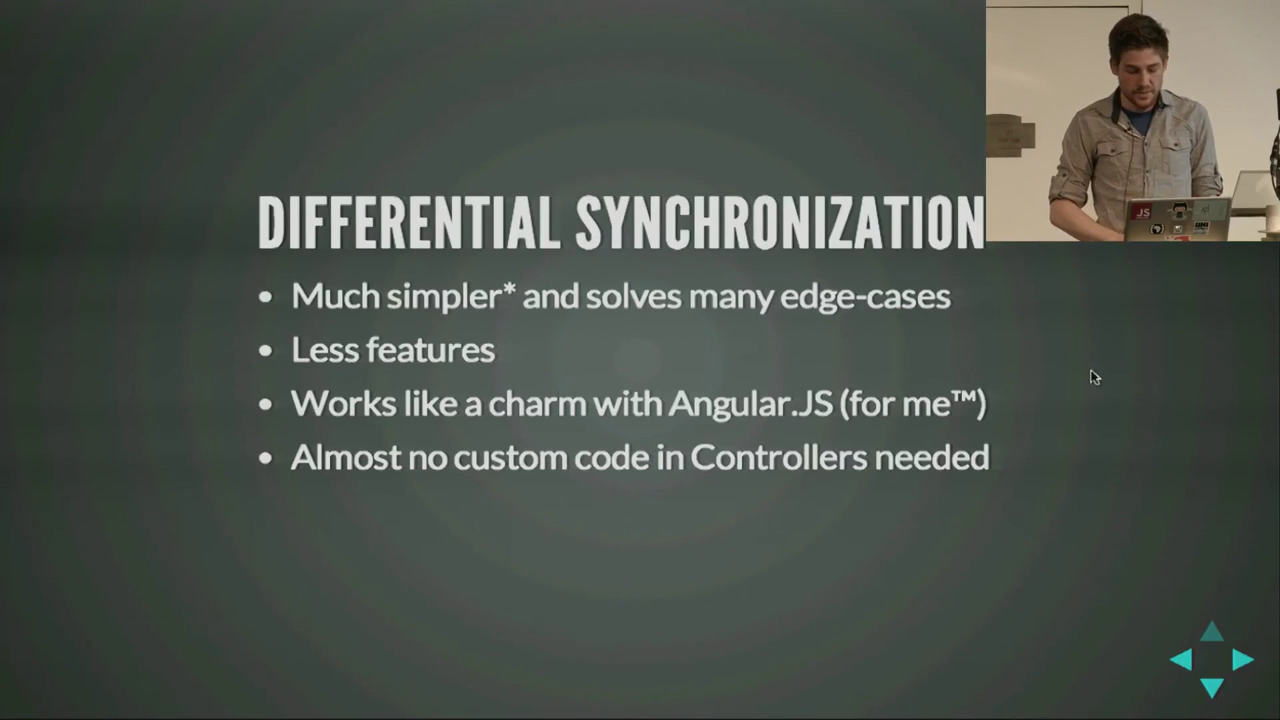 DIFFERENTIAL SYNCHRONIZATION
• Much simpler* and solves many edge-cases
• Less features
• Works like a charm with Angular.JS (for me™)
• Almost no custom code in Controllers needed
JS